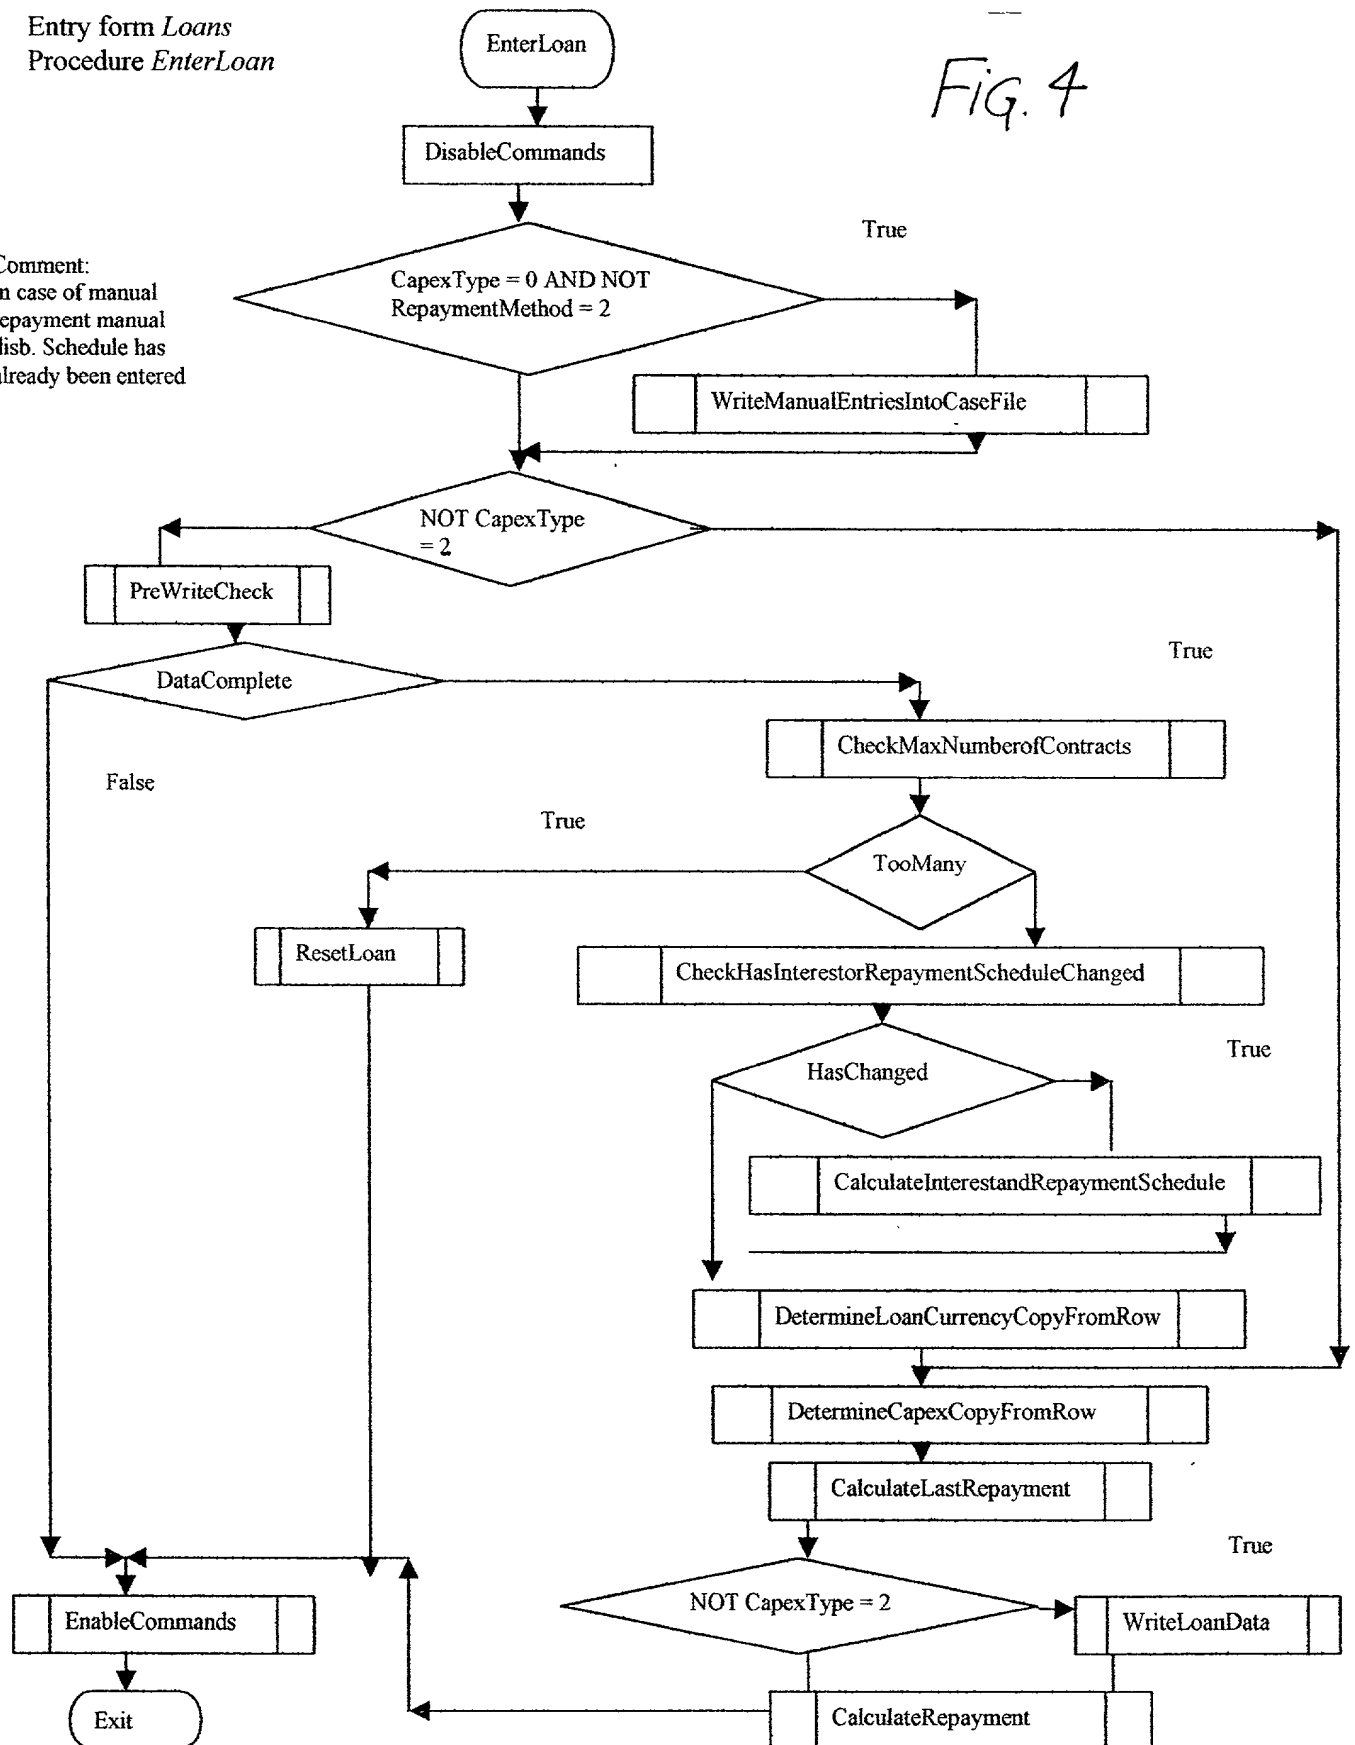 Entry form Loans
Procedure EnterLoan
EnterLoan
FIG. 4
DisableCommands
True
Comment:
n case of manual
epayment manual
disb. Schedule has
already been entered
CapexType = 0 AND NOT
RepaymentMethod = 2
WriteManualEntriesIntoCaseFile
NOT CapexType
= 2
PreWriteCheck
True
DataComplete
CheckMaxNumberofContracts
False
True
TooMany
ResetLoan
CheckHasInterestorRepaymentScheduleChanged
True
HasChanged
CalculateInterestandRepaymentSchedule
DetermineLoanCurrencyCopyFromRow
DetermineCapexCopyFromRow
CalculateLastRepayment
True
NOT CapexType = 2
WriteLoanData
EnableCommands
CalculateRepayment
Exit